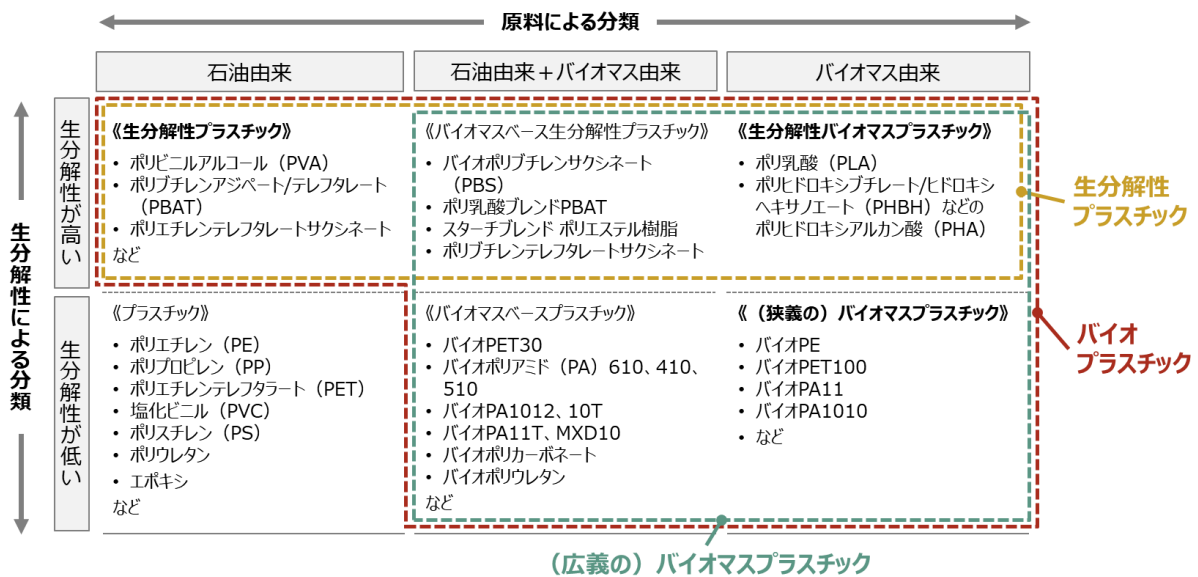 原料による分類
石油由来
石油由来+バイオマス由来
バイオマス由来
生分解性による分類
生分解性が高い
《生分解性プラスチック》
• ポリビニルアルコール（PVA）
• ポリブチレンアジペート/テレフタレート
（PBAT）
• ポリエチレンテレフタレートサクシネート
など
《バイオマスベース生分解性プラスチック》
• バイオポリブチレンサクシネート
（PBS）
• ポリ乳酸ブレンドPBAT
• スターチブレンド ポリエステル樹脂
• ポリブチレンテレフタレートサクシネート
《生分解性バイオマスプラスチック》
• ポリ乳酸（PLA）
• ポリヒドロキシブチレート/ヒドロキシ
ヘキサノエート（PHBH）などの
ポリヒドロキシアルカン酸（PHA）
生分解性
プラスチック
生分解性が低い
《プラスチック》
• ポリエチレン（PE）
• ポリプロピレン（PP）
• ポリエチレンテレフタラート（PET）
• 塩化ビニル（PVC）
• ポリスチレン（PS）
• ポリウレタン
• エポキシ
など
《バイオマスベースプラスチック》
• バイオPET30
• バイオポリアミド（PA）610、410、
510
• バイオPA1012、10T
• バイオPA11T、MXD10
• バイオポリカーボネート
• バイオポリウレタン
など
《（狭義の）バイオマスプラスチック》
• バイオPE
• バイオPET100
• バイオPA11
• バイオPA1010
• など
バイオ
プラスチック
（広義の）バイオマスプラスチック